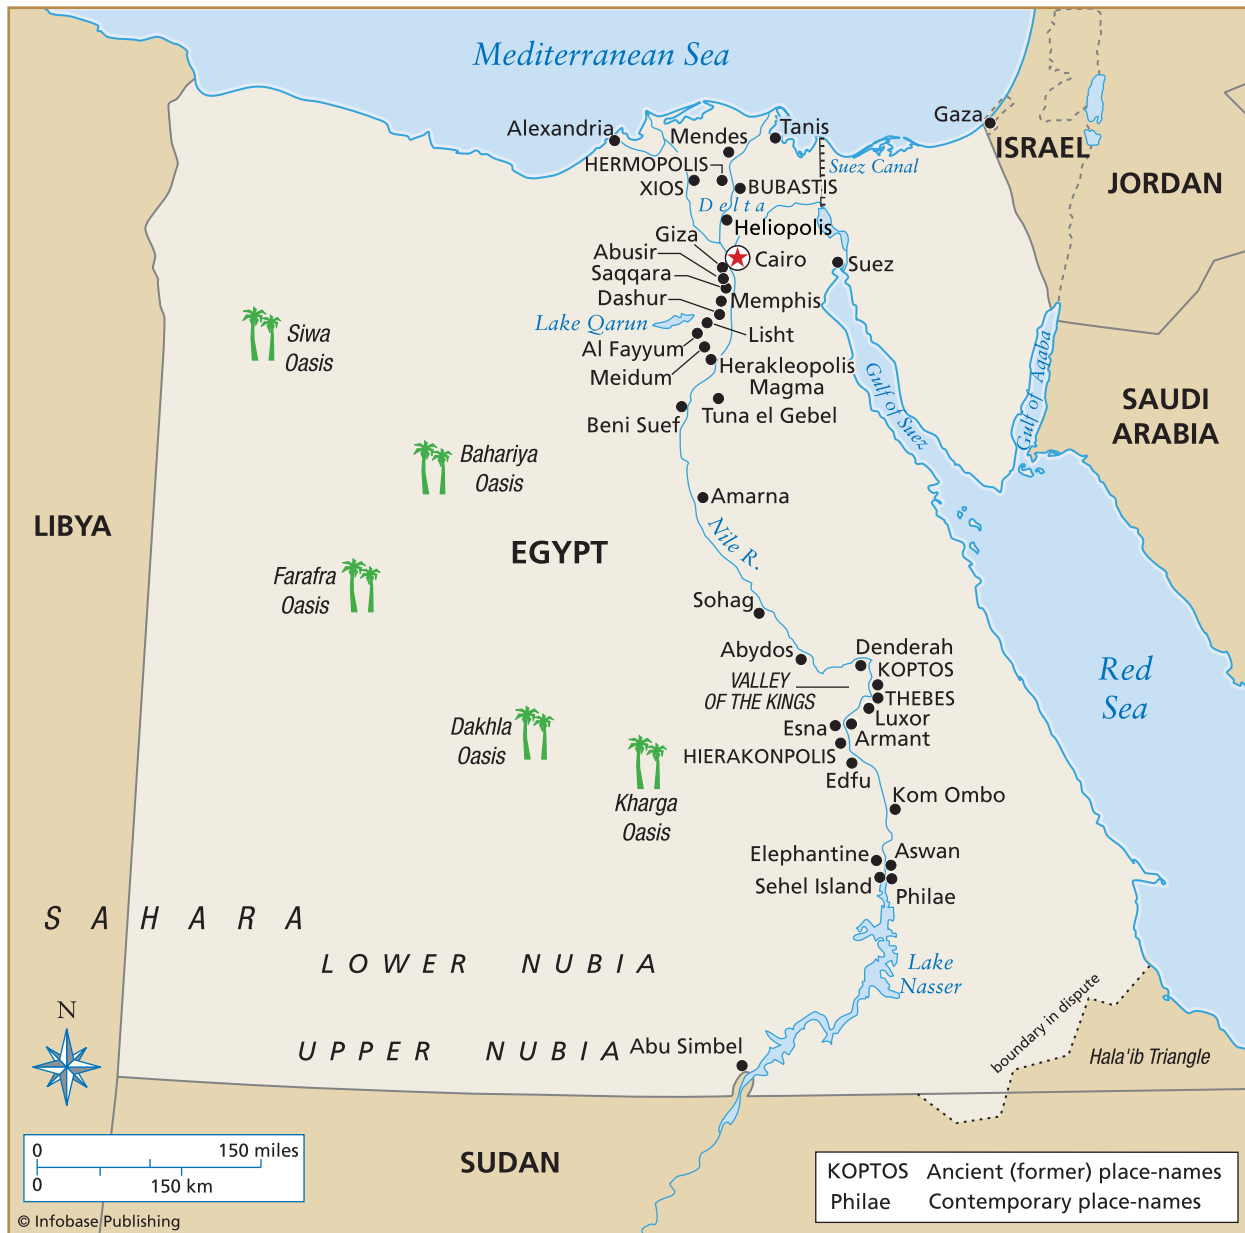 Mediterranean Sea
Alexandria
Mendes
Tanis
Gaza
HERMOPOLIS
XIOS
BUBASTIS
Delta
Suez Canal
ISRAEL
JORDAN
Heliopolis
Giza
Abusir
Cairo
Saqqara
Suez
Dashur
Memphis
Lake Qarun
Lisht
Al Fayyum
Meidum
Herakleopolis
Magma
Tuna el Gebel
Beni Suef
Siwa
Oasis
Gulf of Suez
Gulf of Aqaba
SAUDI
ARABIA
Bahariya
Oasis
Amarna
LIBYA
EGYPT
Nile R.
Farafra
Oasis
Sohag
Abydos
Denderah
KOPTOS
VALLEY
OF THE KINGS
THEBES
Luxor
Red
Sea
Dakhla
Oasis
Esna
Armant
HIERAKONPOLIS
Edfu
Kharga
Oasis
Kom Ombo
Elephantine
Aswan
Sehel Island
Philae
SAHARA
LOWER NUBIA
Lake
Nasser
N
UPPER NUBIA
Abu Simbel
boundary in dispute
Hala'ib Triangle
SUDAN
0 150 miles
0 150 km
KOPTOS Ancient (former) place-names
Philae Contemporary place-names
© Infobase Publishing